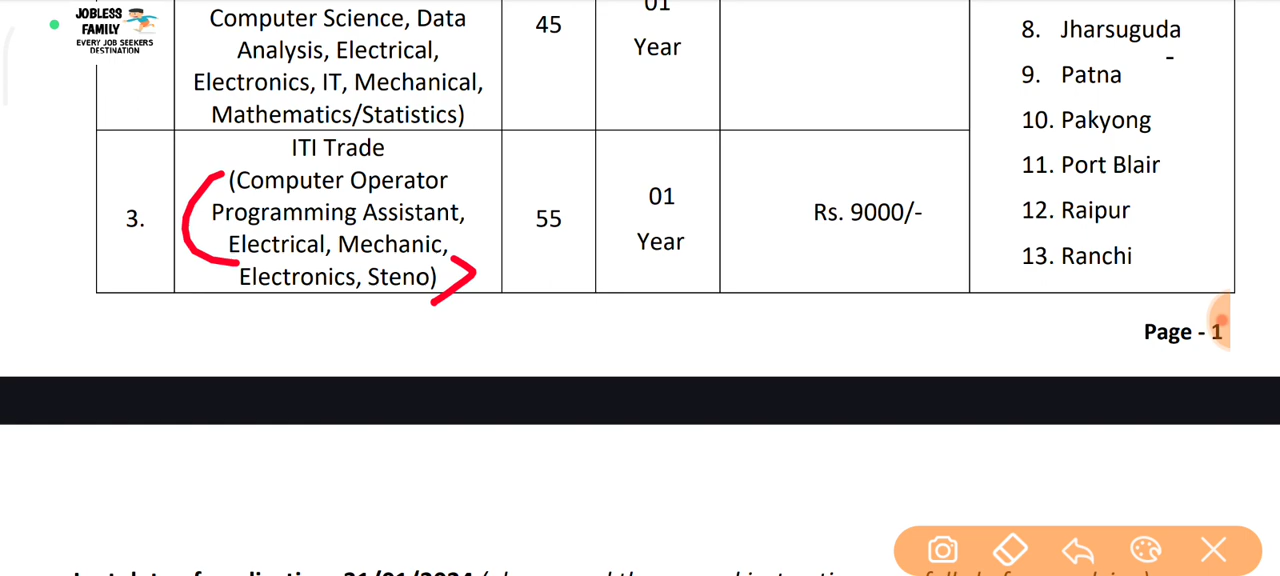 JOBLESS
FAMILY
EVERY JOB SEEKERS
DESTINATION
Computer Science, Data
Analysis, Electrical,
Electronics, IT, Mechanical,
Mathematics/Statistics)
45
01
Year
3.
ITI Trade
(Computer Operator
Programming Assistant,
Electrical, Mechanic,
Electronics, Steno)
55
01
Year
Rs. 9000/-
8. Jharsuguda
9. Patna
10. Pakyong
11. Port Blair
12. Raipur
13. Ranchi
Page - 1